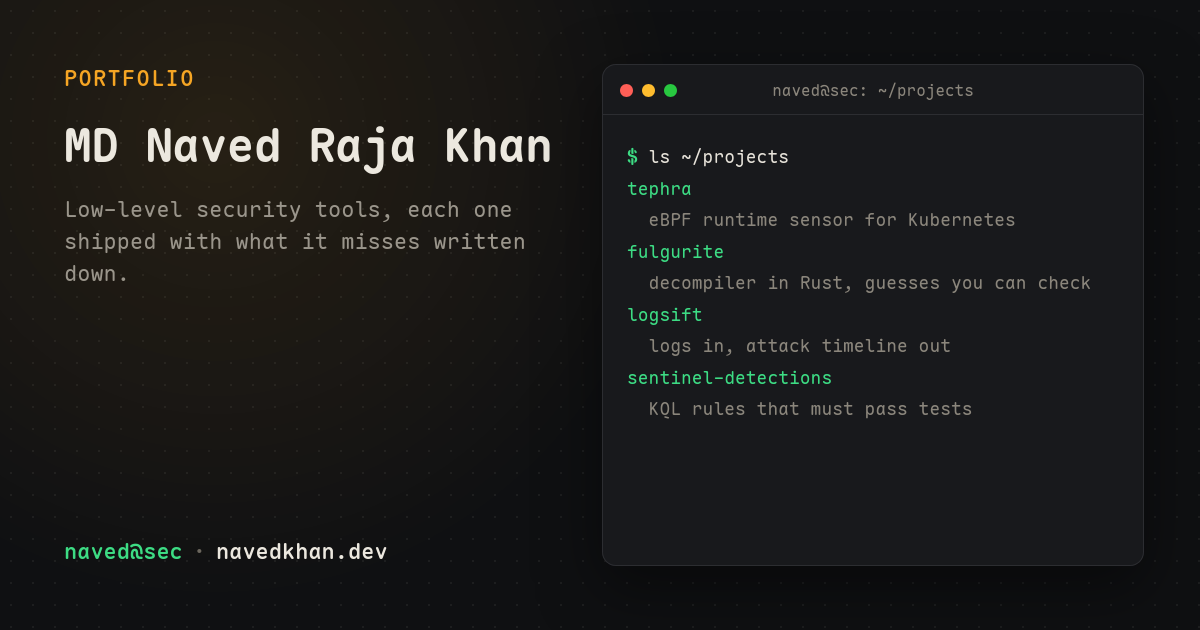 PORTFOLIO
MD Naved Raja Khan
Low-level security tools, each one
shipped with what it misses written
down.
naved@sec · navedkhan.dev
naved@sec: ~/projects
$ ls ~/projects
tephra
eBPF runtime sensor for Kubernetes
fulgurite
decompiler in Rust, guesses you can check
logsift
logs in, attack timeline out
sentinel-detections
KQL rules that must pass tests